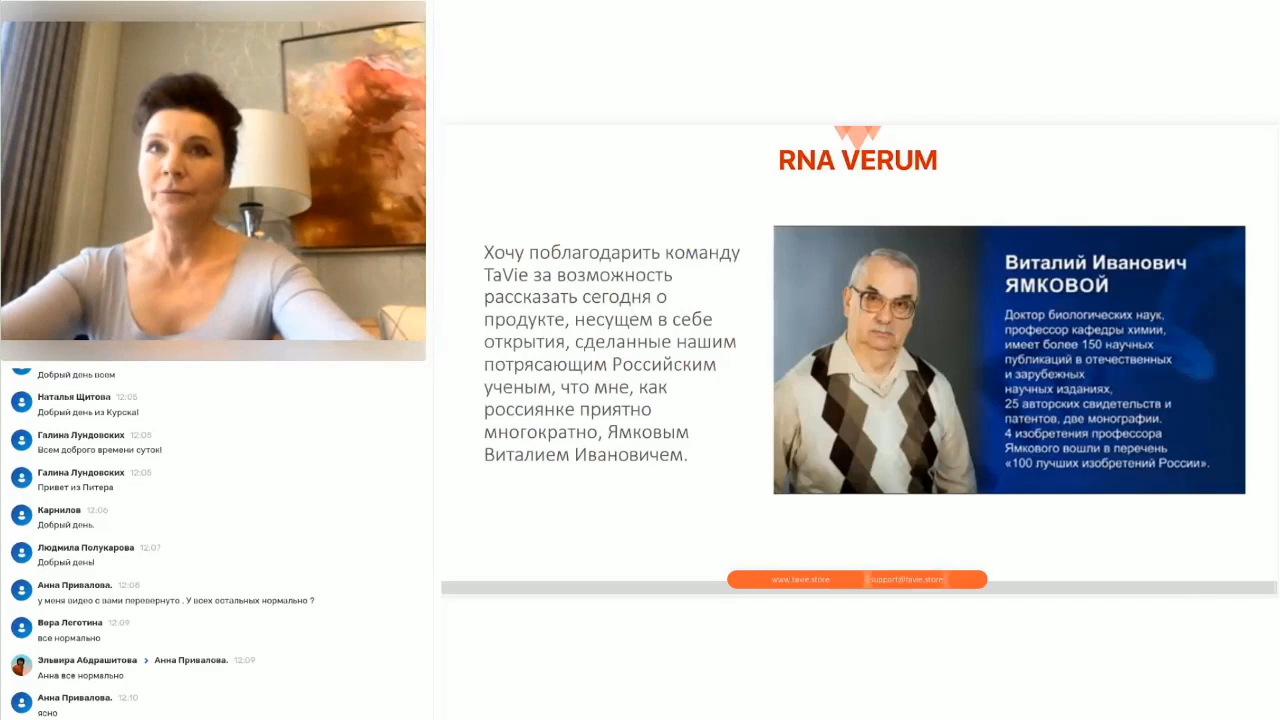 Добрый день всем
Наталья Щитова 12:05
Добрый день из Курска!
Галина Лундовских 12:05
Всем доброго времени суток!
Галина Лундовских 12:05
Привет из Питера
Карнилов 12:06
Добрый день.
Людмила Полукарова 12:07
Добрый день!
Анна Привалова. 12:08
у меня видео с вами перевернуто . У всех остальных нормально ?
Вера Леготина 12:09
все нормально
Эльвира Абдрашитова > Анна Привалова. 12:09
Анна все нормально
Анна Привалова. 12:10
ясно
RNA VERUM
Хочу поблагодарить команду
TaVie за возможность
рассказать сегодня о
продукте, несущем в себе
открытия, сделанные нашим
потрясающим Российским
ученым, что мне, как
россиянке приятно
многократно, Ямковым
Виталием Ивановичем.
Виталий Иванович
ЯМКОВОЙ
Доктор биологических наук,
профессор кафедры химии,
имеет более 150 научных
публикаций в отечественных
и зарубежных
научных изданиях,
25 авторских свидетельств и
патентов, две монографии.
4 изобретения профессора
Ямкового вошли в перечень
«100 лучших изобретений России».
www.tavie.store support@tavie.store